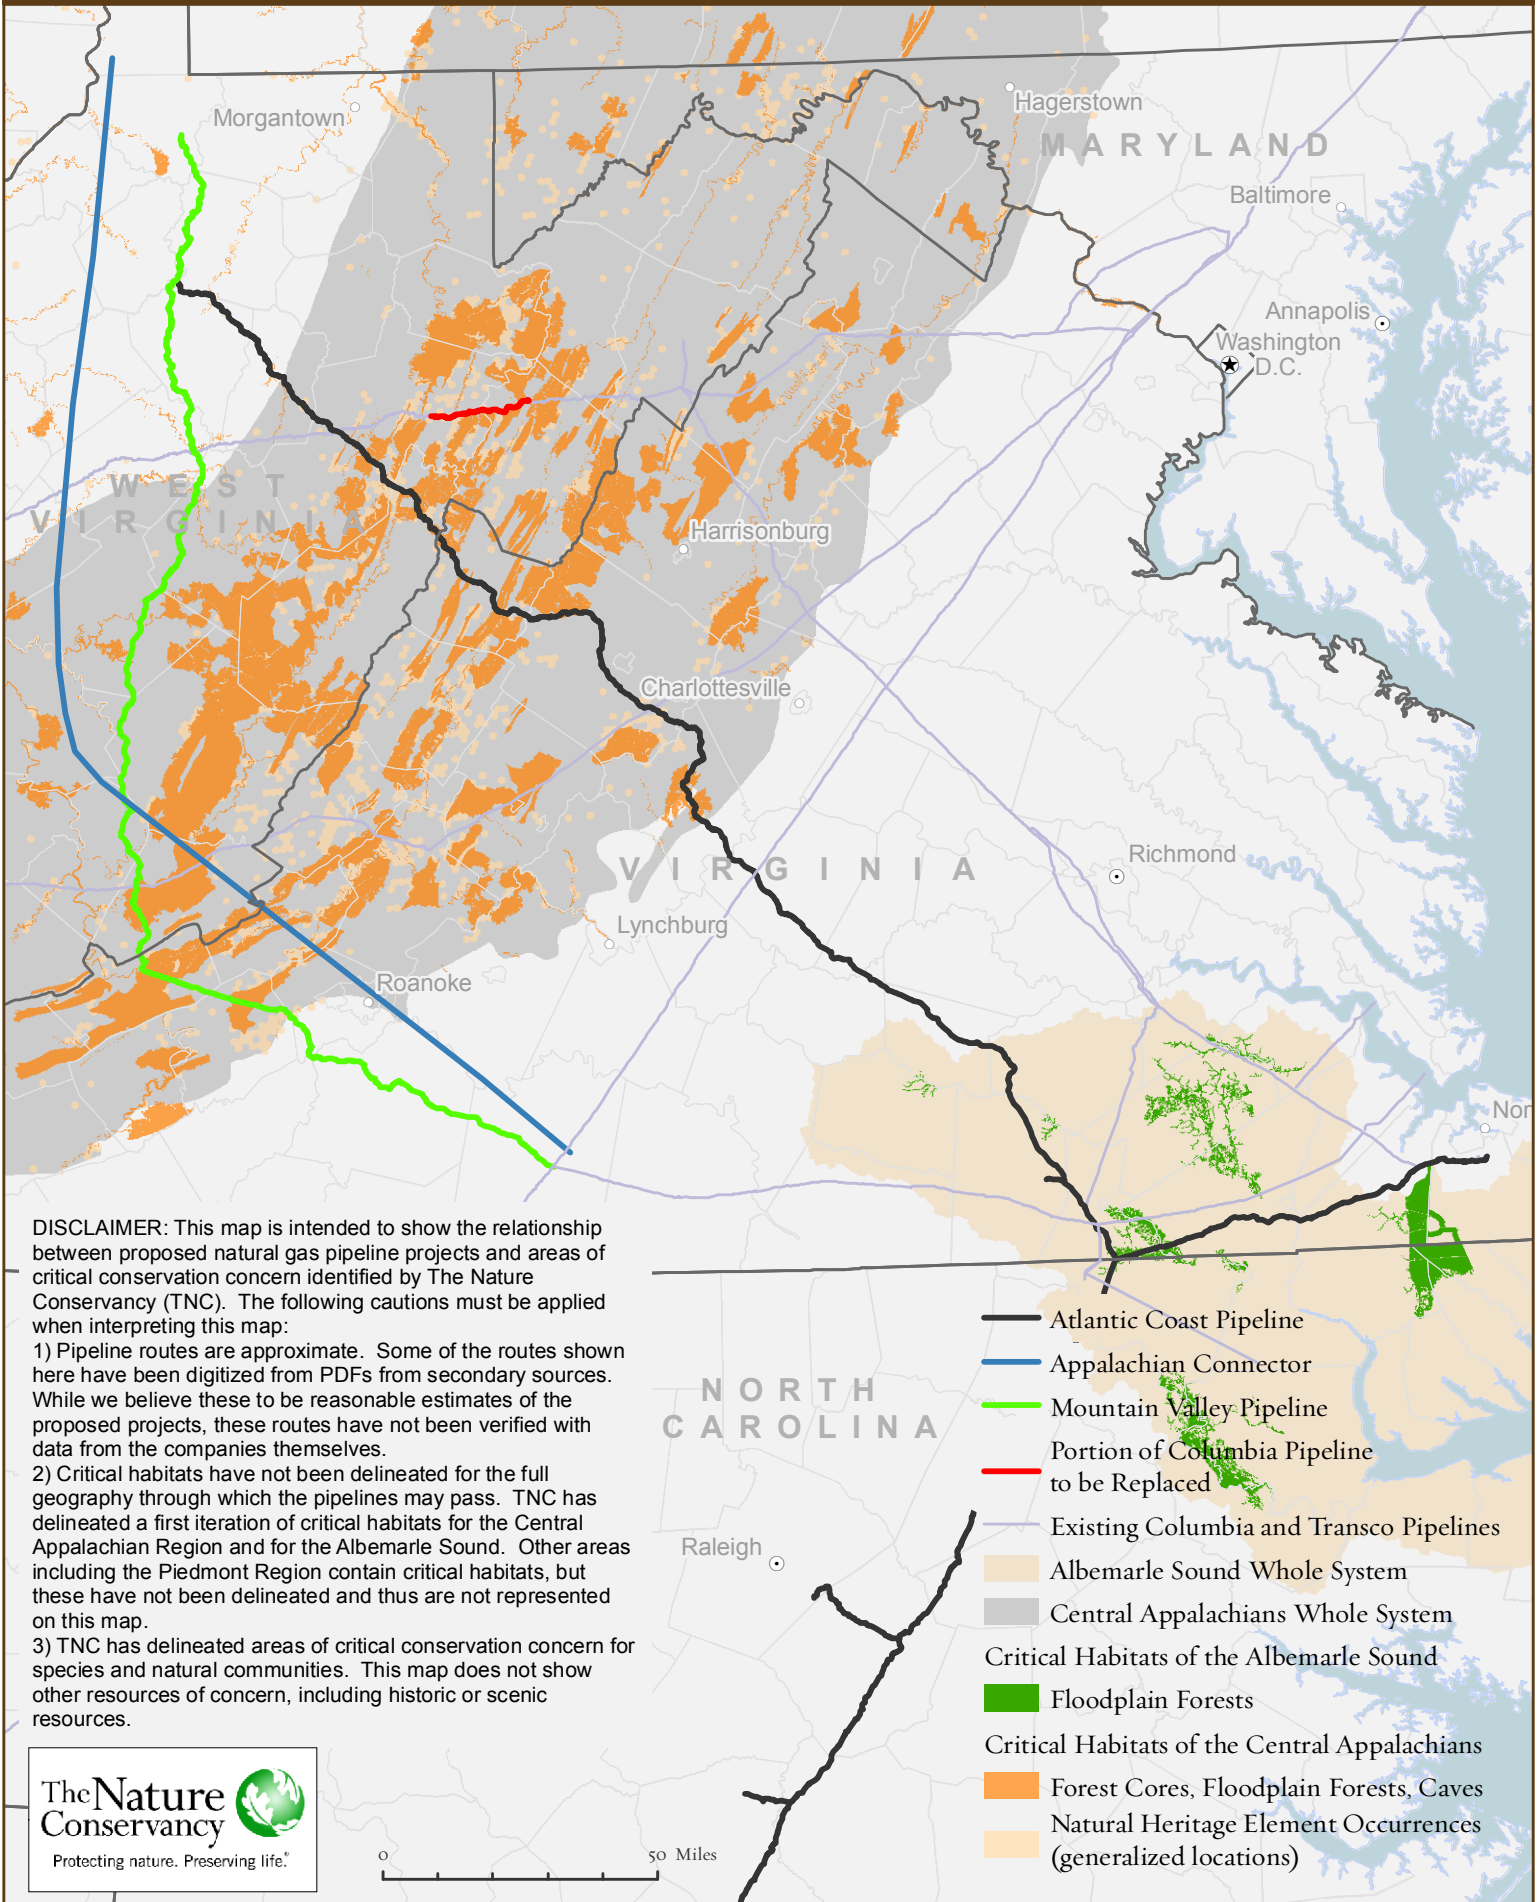 Morgantown
Hagerstown
MARYLAND
Baltimore
Annapolis
Washington
D.C.
WEST
VIRGINIA
Harrisonburg
Charlottesville
VIRGINIA
Richmond
Lynchburg
Roanoke
Nor
DISCLAIMER: This map is intended to show the relationship
between proposed natural gas pipeline projects and areas of
critical conservation concern identified by The Nature
Conservancy (TNC). The following cautions must be applied
when interpreting this map:
1) Pipeline routes are approximate. Some of the routes shown
here have been digitized from PDFs from secondary sources.
While we believe these to be reasonable estimates of the
proposed projects, these routes have not been verified with
data from the companies themselves.
2) Critical habitats have not been delineated for the full
geography through which the pipelines may pass. TNC has
delineated a first iteration of critical habitats for the Central
Appalachian Region and for the Albemarle Sound. Other areas
including the Piedmont Region contain critical habitats, but
these have not been delineated and thus are not represented
on this map.
3) TNC has delineated areas of critical conservation concern for
species and natural communities. This map does not show
other resources of concern, including historic or scenic
resources.
NORTH
CAROLINA
Raleigh
Atlantic Coast Pipeline
Appalachian Connector
Mountain Valley Pipeline
Portion of Columbia Pipeline
to be Replaced
Existing Columbia and Transco Pipelines
Albemarle Sound Whole System
Central Appalachians Whole System
Critical Habitats of the Albemarle Sound
Floodplain Forests
Critical Habitats of the Central Appalachians
Forest Cores, Floodplain Forests, Caves
Natural Heritage Element Occurrences
(generalized locations)
The Nature
Conservancy
Protecting nature. Preserving life.®
0 50 Miles